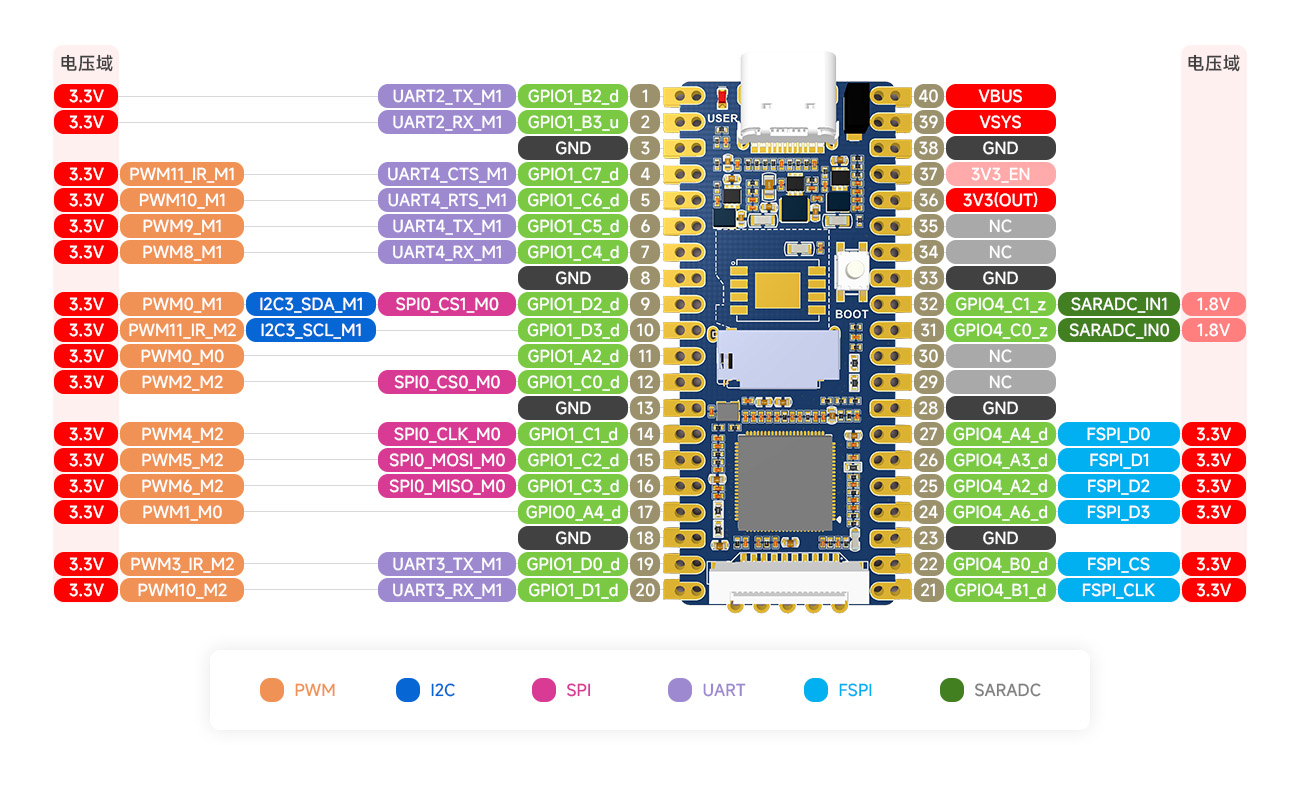 电压域 电压域
3.3V UART2_TX_M1 GPIO1_B2_d 1 40 VBUS
3.3V UART2_RX_M1 GPIO1_B3_u 2 39 VSYS
USER
GND 3 38 GND
3.3V PWM11_IR_M1 UART4_CTS_M1 GPIO1_C7_d 4 37 3V3_EN
3.3V PWM10_M1 UART4_RTS_M1 GPIO1_C6_d 5 36 3V3(OUT)
3.3V PWM9_M1 UART4_TX_M1 GPIO1_C5_d 6 35 NC
3.3V PWM8_M1 UART4_RX_M1 GPIO1_C4_d 7 34 NC
GND 8 33 GND
3.3V PWM0_M1 I2C3_SDA_M1 SPI0_CS1_M0 GPIO1_D2_d 9 32 GPIO4_C1_z SARADC_IN1 1.8V
BOOT
3.3V PWM11_IR_M2 I2C3_SCL_M1 GPIO1_D3_d 10 31 GPIO4_C0_z SARADC_IN0 1.8V
3.3V PWM0_M0 GPIO1_A2_d 11 30 NC
3.3V PWM2_M2 SPI0_CS0_M0 GPIO1_C0_d 12 29 NC
GND 13 28 GND
3.3V PWM4_M2 SPI0_CLK_M0 GPIO1_C1_d 14 27 GPIO4_A4_d FSPI_D0 3.3V
3.3V PWM5_M2 SPI0_MOSI_M0 GPIO1_C2_d 15 26 GPIO4_A3_d FSPI_D1 3.3V
3.3V PWM6_M2 SPI0_MISO_M0 GPIO1_C3_d 16 25 GPIO4_A2_d FSPI_D2 3.3V
3.3V PWM1_M0 GPIO0_A4_d 17 24 GPIO4_A6_d FSPI_D3 3.3V
GND 18 23 GND
3.3V PWM3_IR_M2 UART3_TX_M1 GPIO1_D0_d 19 22 GPIO4_B0_d FSPI_CS 3.3V
3.3V PWM10_M2 UART3_RX_M1 GPIO1_D1_d 20 21 GPIO4_B1_d FSPI_CLK 3.3V
PWM I2C SPI UART FSPI SARADC